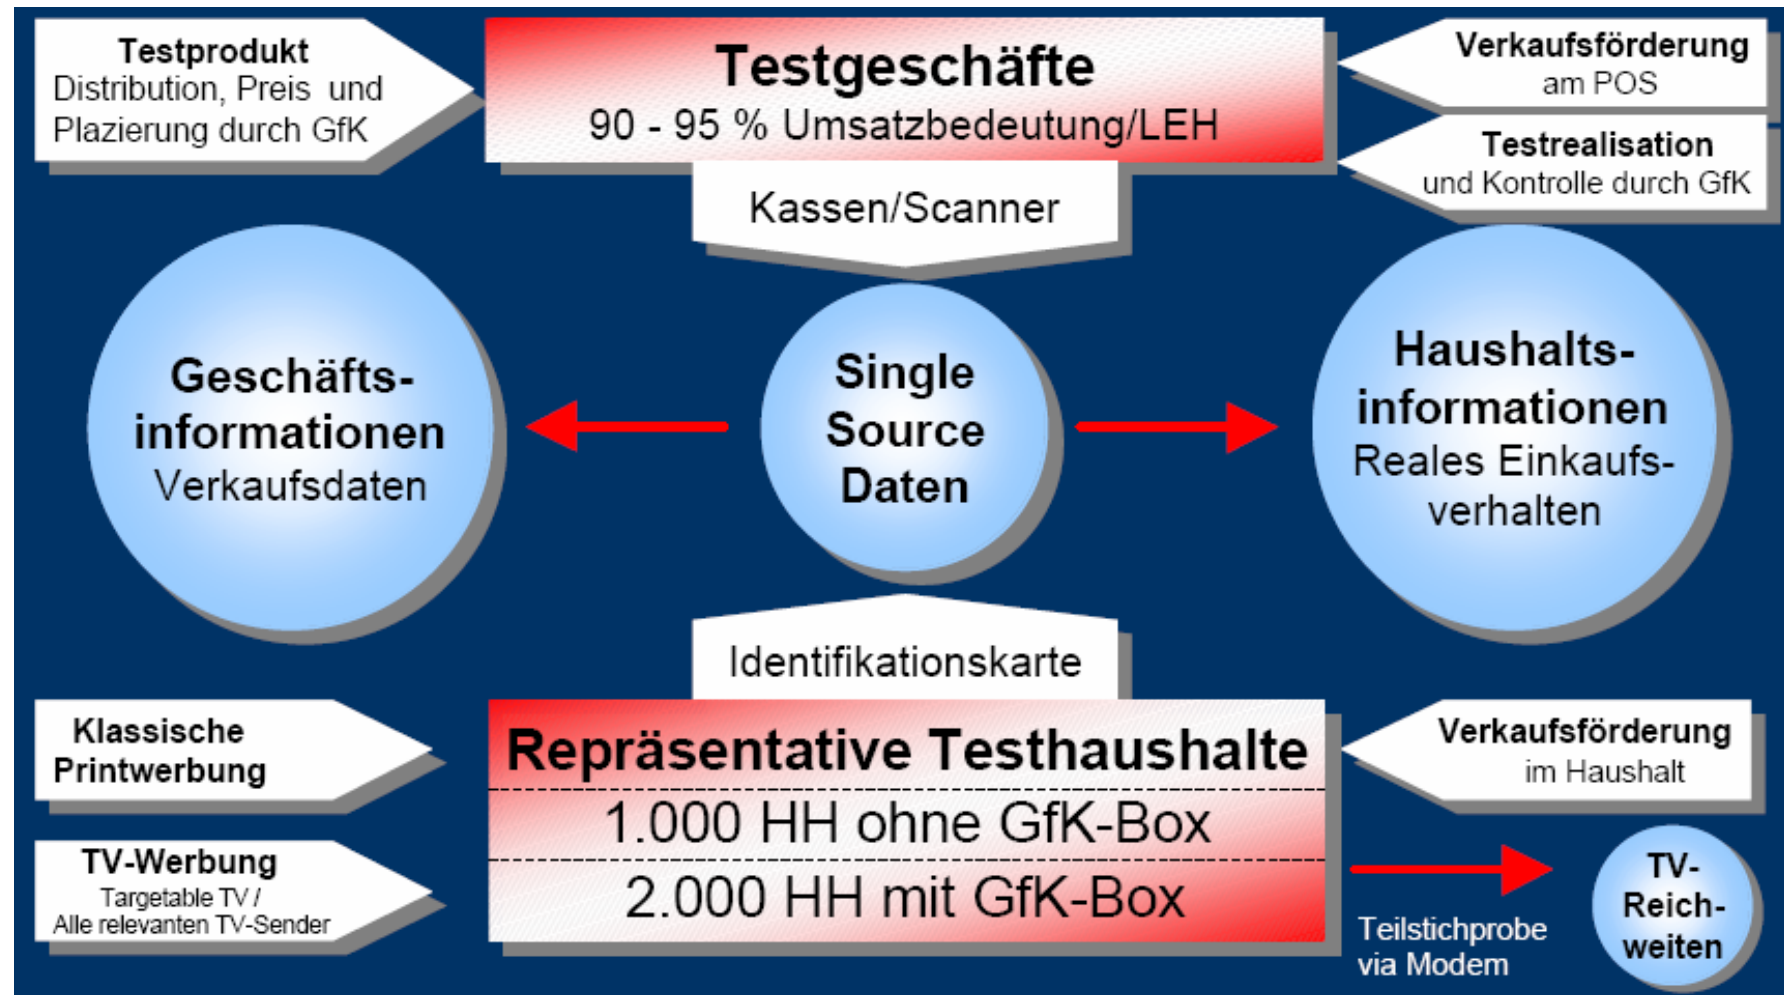 Testprodukt
Distribution, Preis und
Plazierung durch GfK
Testgeschäfte
90 - 95 % Umsatzbedeutung/LEH
Verkaufsförderung
am POS
Testrealisation
und Kontrolle durch GfK
Kassen/Scanner
Geschäfts-
informationen
Verkaufsdaten
Single
Source
Daten
Haushalts-
informationen
Reales Einkaufs-
verhalten
Identifikationskarte
Klassische
Printwerbung
TV-Werbung
Targetable TV /
Alle relevanten TV-Sender
Repräsentative Testhaushalte
1.000 HH ohne GfK-Box
2.000 HH mit GfK-Box
Verkaufsförderung
im Haushalt
Teilstichprobe
via Modem
TV-
Reich-
weiten